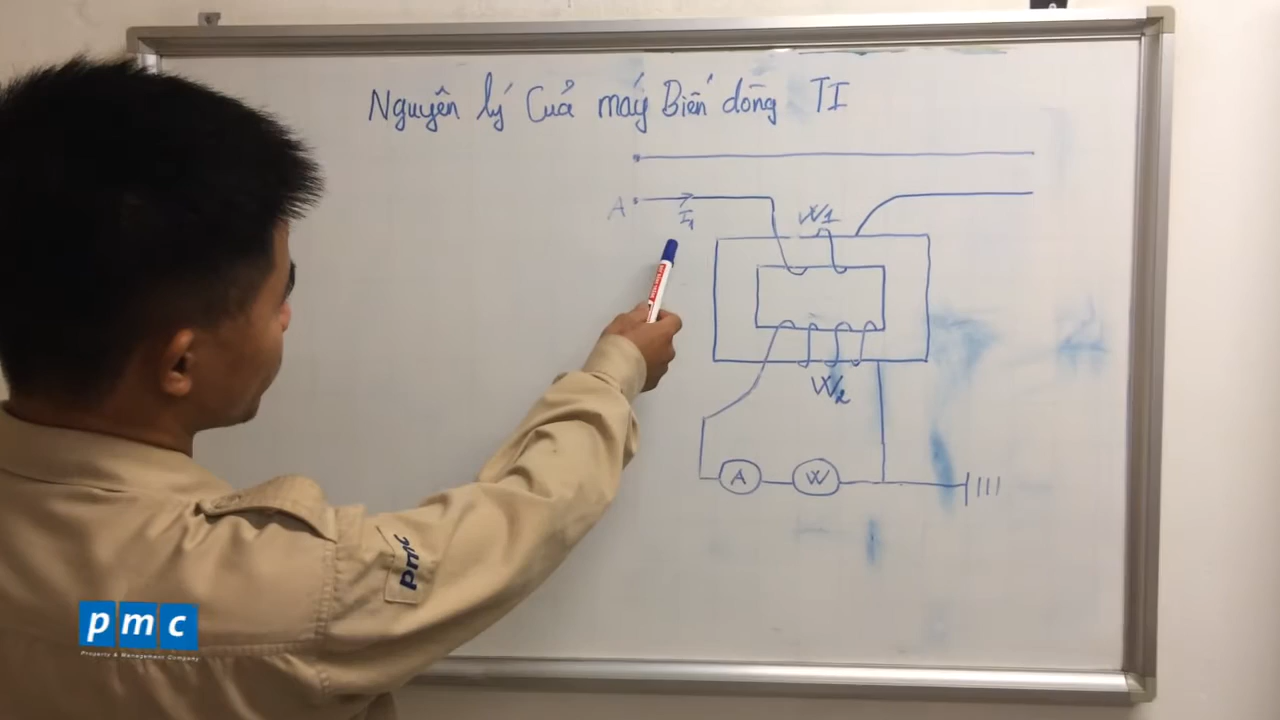 Nguyên lý Của máy Biến dòng TI
A
I1
W1
W2
A W
pmc
pmc
Property & Management Company